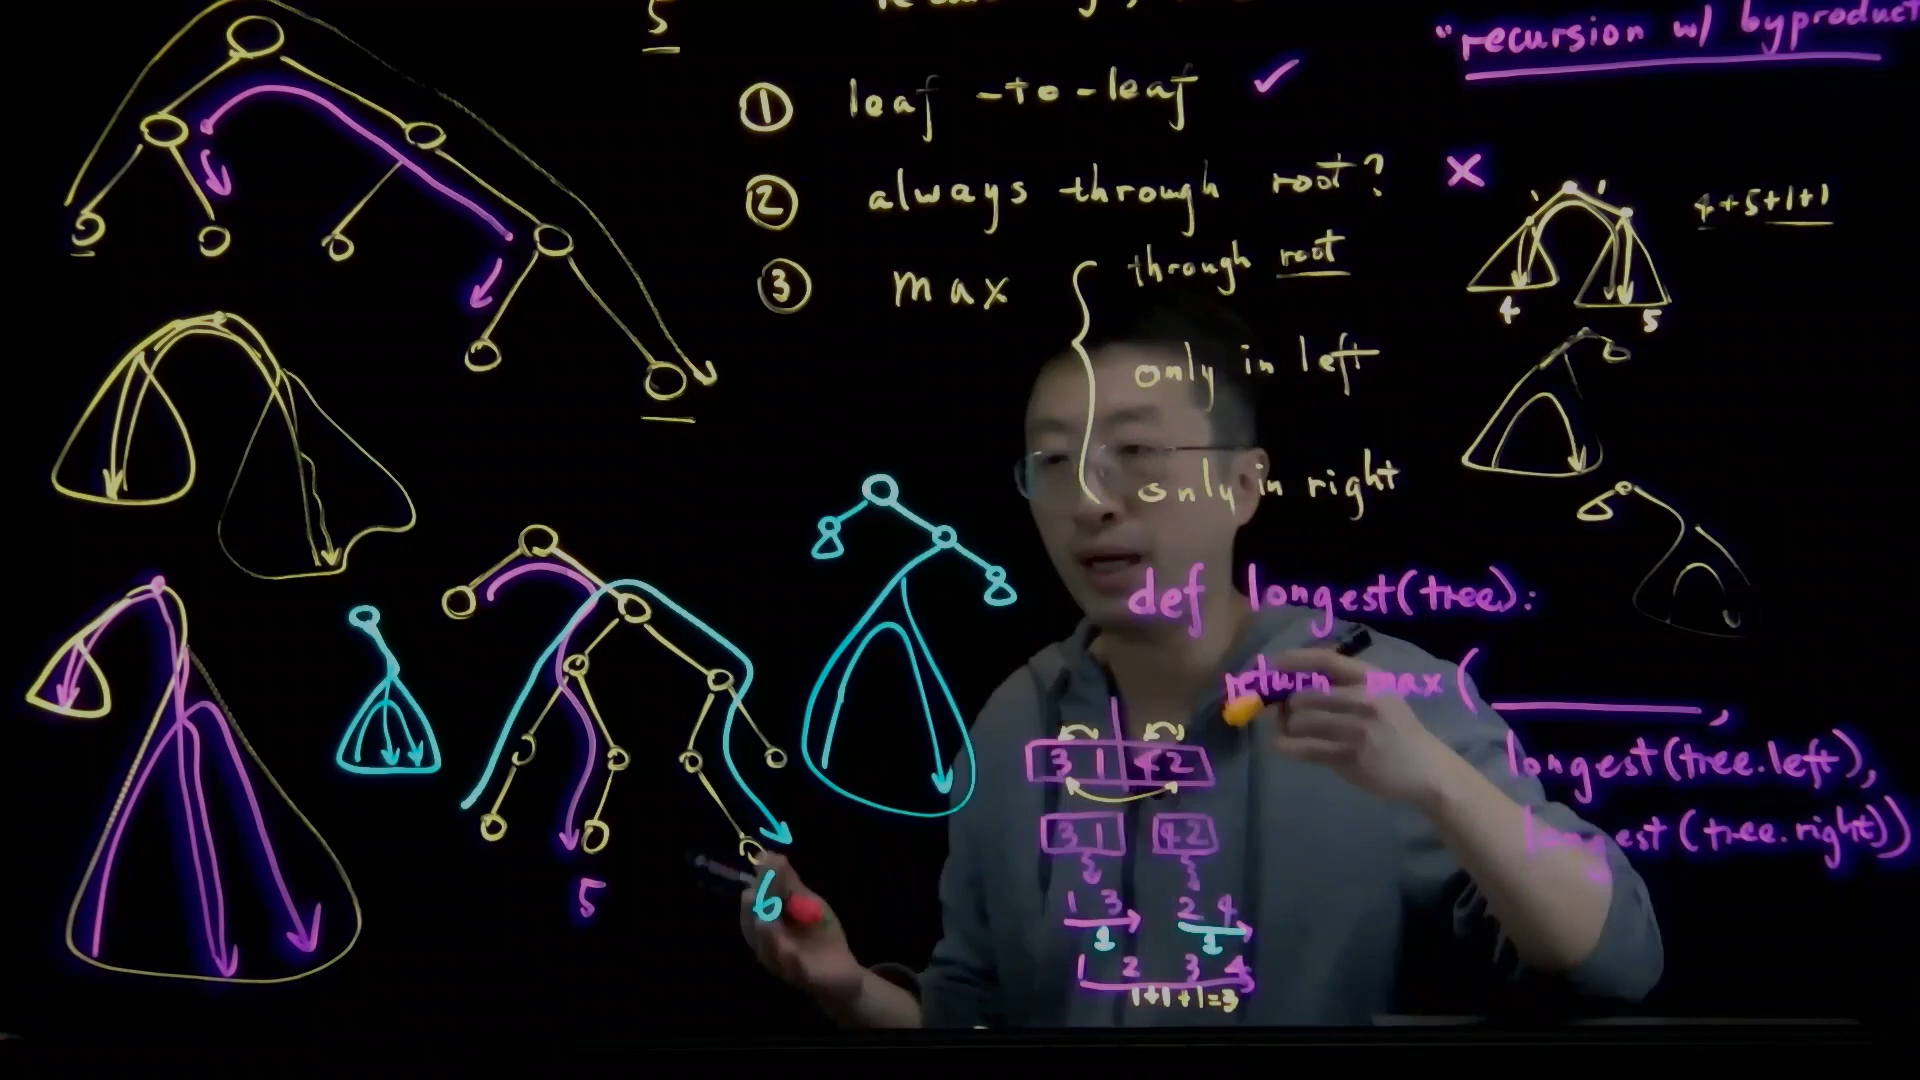 5
"recursion w/ byproduct
① leaf-to-leaf ✓
② always through root? ✗
4+5+1+1
③ max { through root
only in left
only in right
4 5
def longest(tree):
return max( ______,
longest(tree.left),
longest(tree.right))
3 1 4 2
3 1 4 2
1 3 2 4
1 1
1 2 3 4
1+1+1=3
5
6